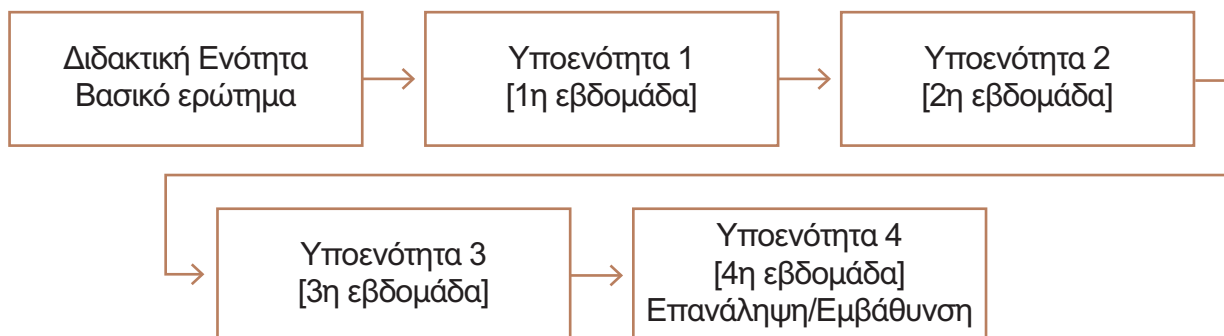 Διδακτική Ενότητα
Βασικό ερώτημα
Υποενότητα 1
[1η εβδομάδα]
Υποενότητα 2
[2η εβδομάδα]
Υποενότητα 3
[3η εβδομάδα]
Υποενότητα 4
[4η εβδομάδα]
Επανάληψη/Εμβάθυνση